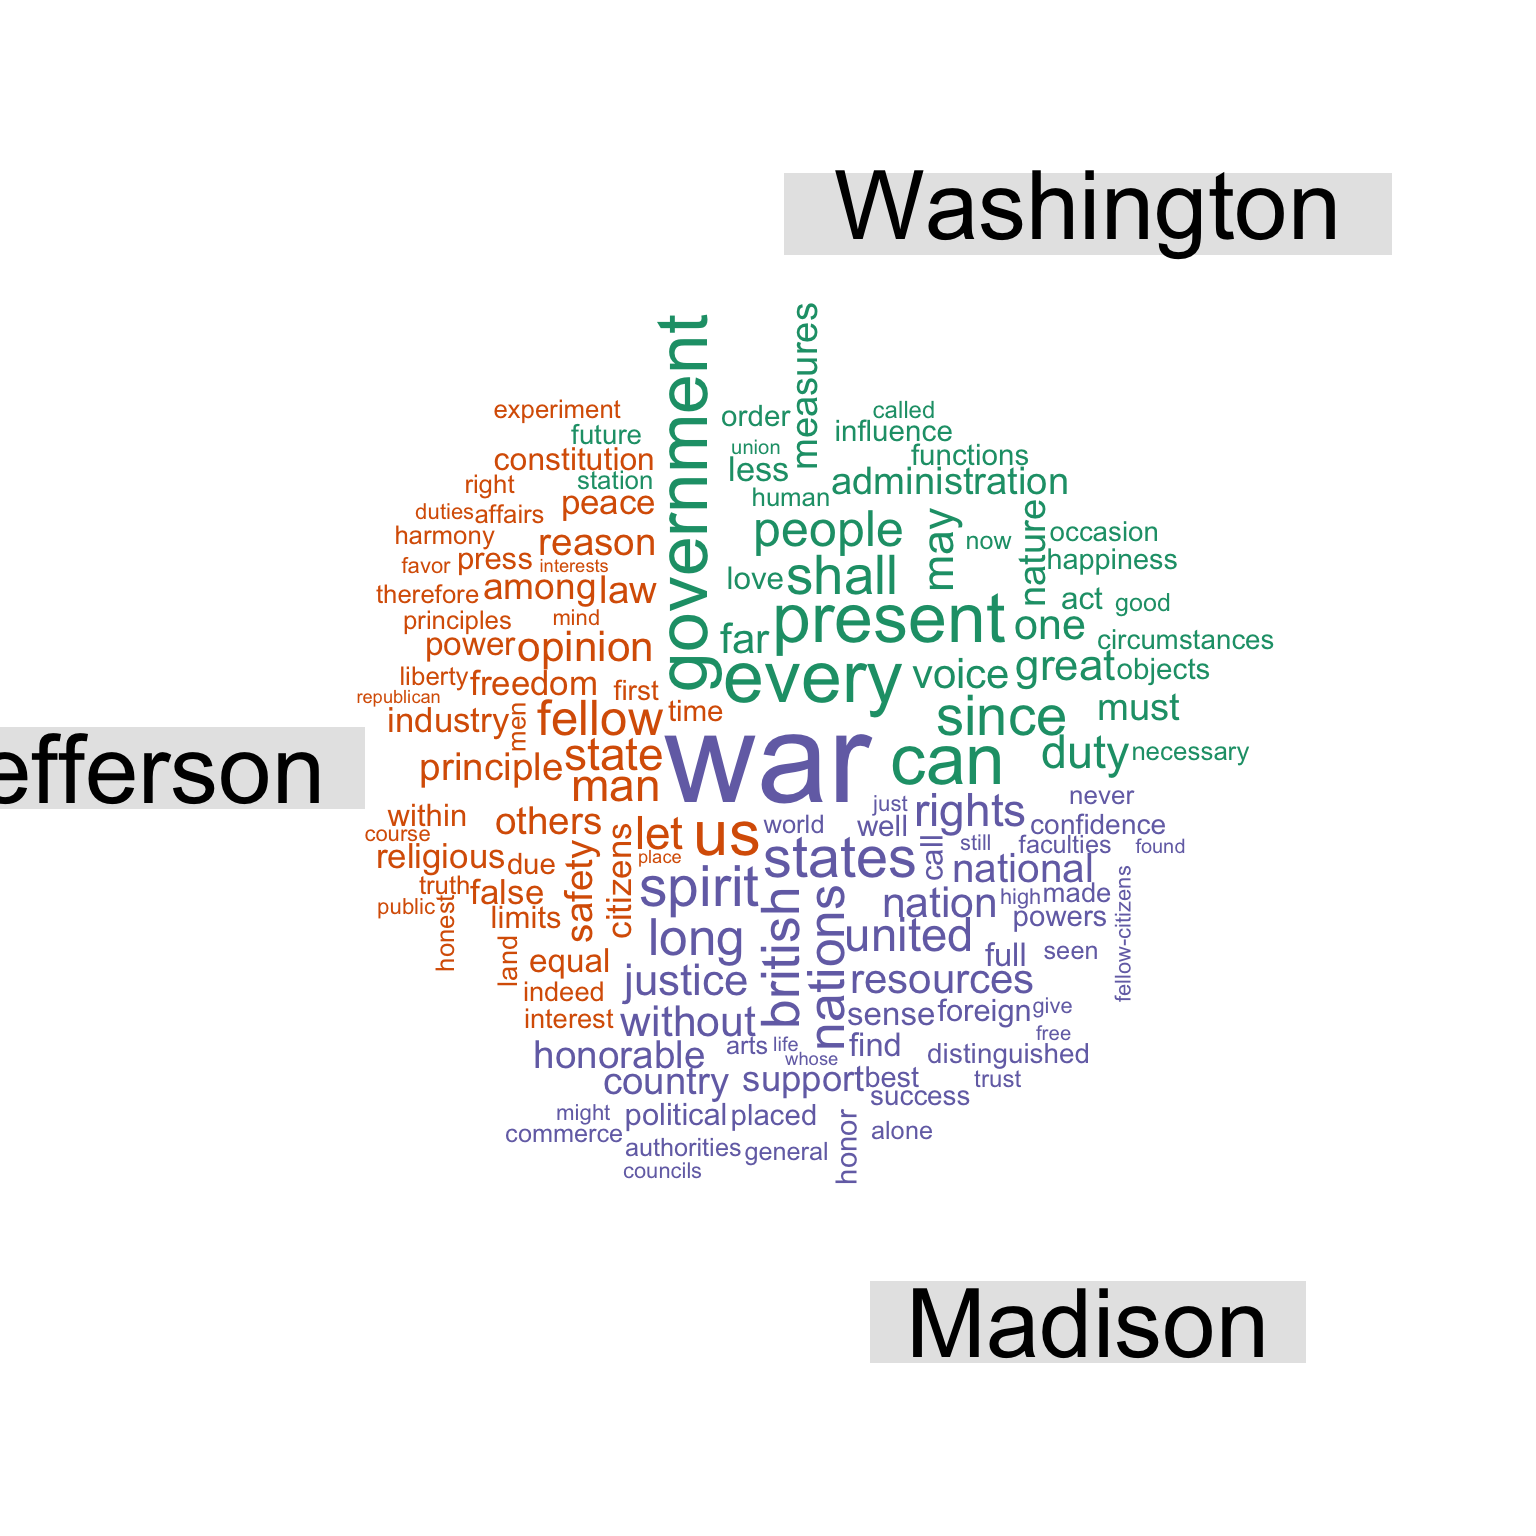 Washington
government
measures
experiment
order
called
future
influence
constitution
union
functions
right
station
less
administration
peace
human
duties
affairs
people
may
nature
occasion
harmony
reason
now
favor
press
interests
happiness
therefore
among
law
love
shall
act
good
principles
mind
present
one
power
opinion
far
circumstances
liberty
freedom
first
every
voice
great
objects
republican
industry
men
fellow
time
since
must
efferson
principle
state
man
war
can
duty
necessary
within
others
just
rights
never
course
let
us
world
well
confidence
religious
due
safety
citizens
place
states
call
still
faculties
found
truth
false
spirit
national
public
honest
limits
nation
high
made
fellow-citizens
land
long
british
nations
united
powers
equal
full
seen
indeed
justice
resources
interest
without
sense
foreign
give
honorable
arts
life
find
free
whose
distinguished
country
support
best
trust
success
might
political
placed
commerce
honor
alone
authorities
general
councils
Madison